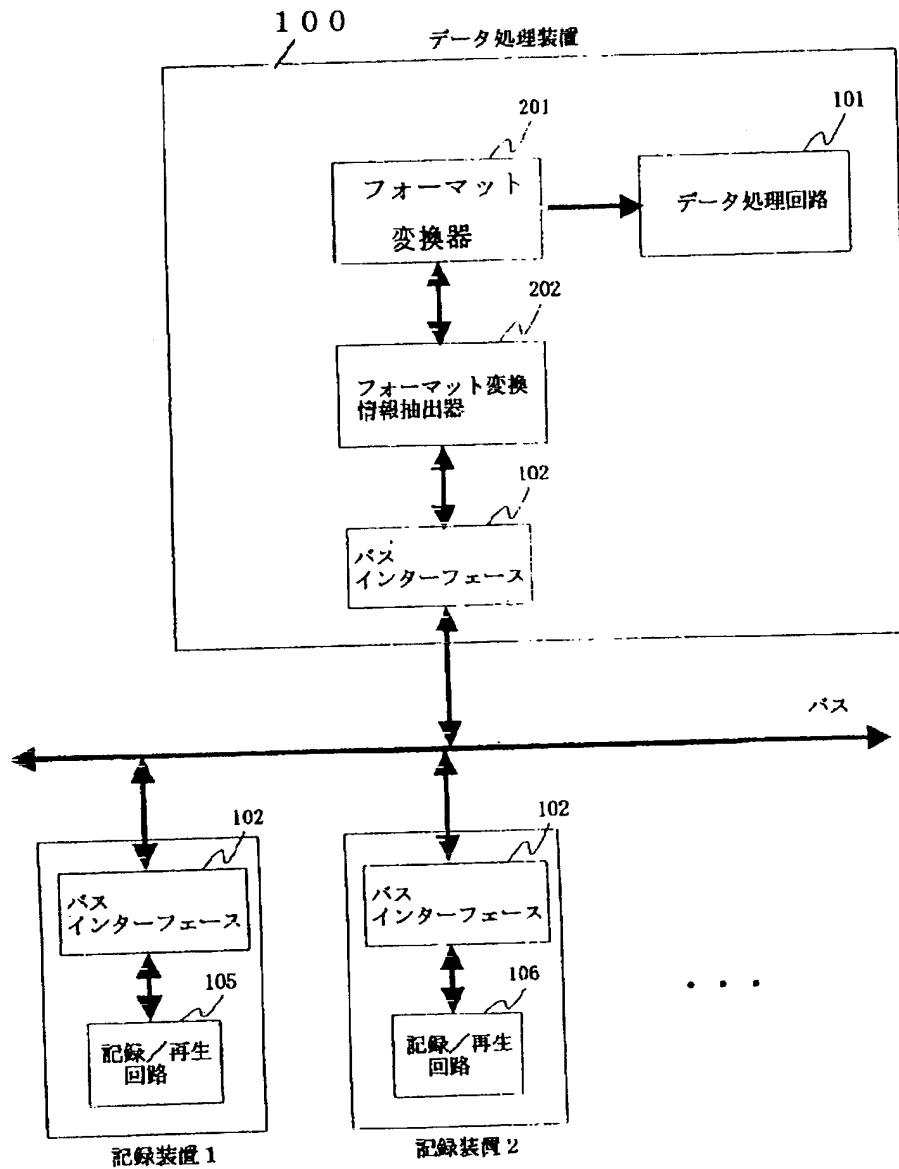 100
データ処理装置
201
101
フォーマット
変換器
データ処理回路
202
フォーマット変換
情報抽出器
102
バス
インターフェース
バス
102
バス
インターフェース
105
記録/再生
回路
記録装置1
102
バス
インターフェース
106
記録/再生
回路
記録装置2
・・・